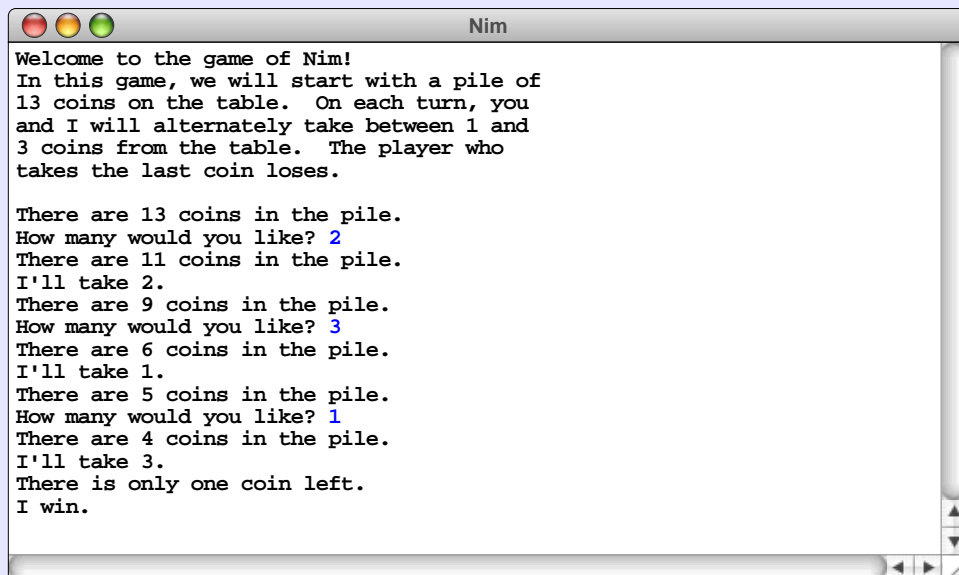 Nim
Welcome to the game of Nim!
In this game, we will start with a pile of
13 coins on the table.  On each turn, you
and I will alternately take between 1 and
3 coins from the table.  The player who
takes the last coin loses.

There are 13 coins in the pile.
How many would you like? 2
There are 11 coins in the pile.
I'll take 2.
There are 9 coins in the pile.
How many would you like? 3
There are 6 coins in the pile.
I'll take 1.
There are 5 coins in the pile.
How many would you like? 1
There are 4 coins in the pile.
I'll take 3.
There is only one coin left.
I win.